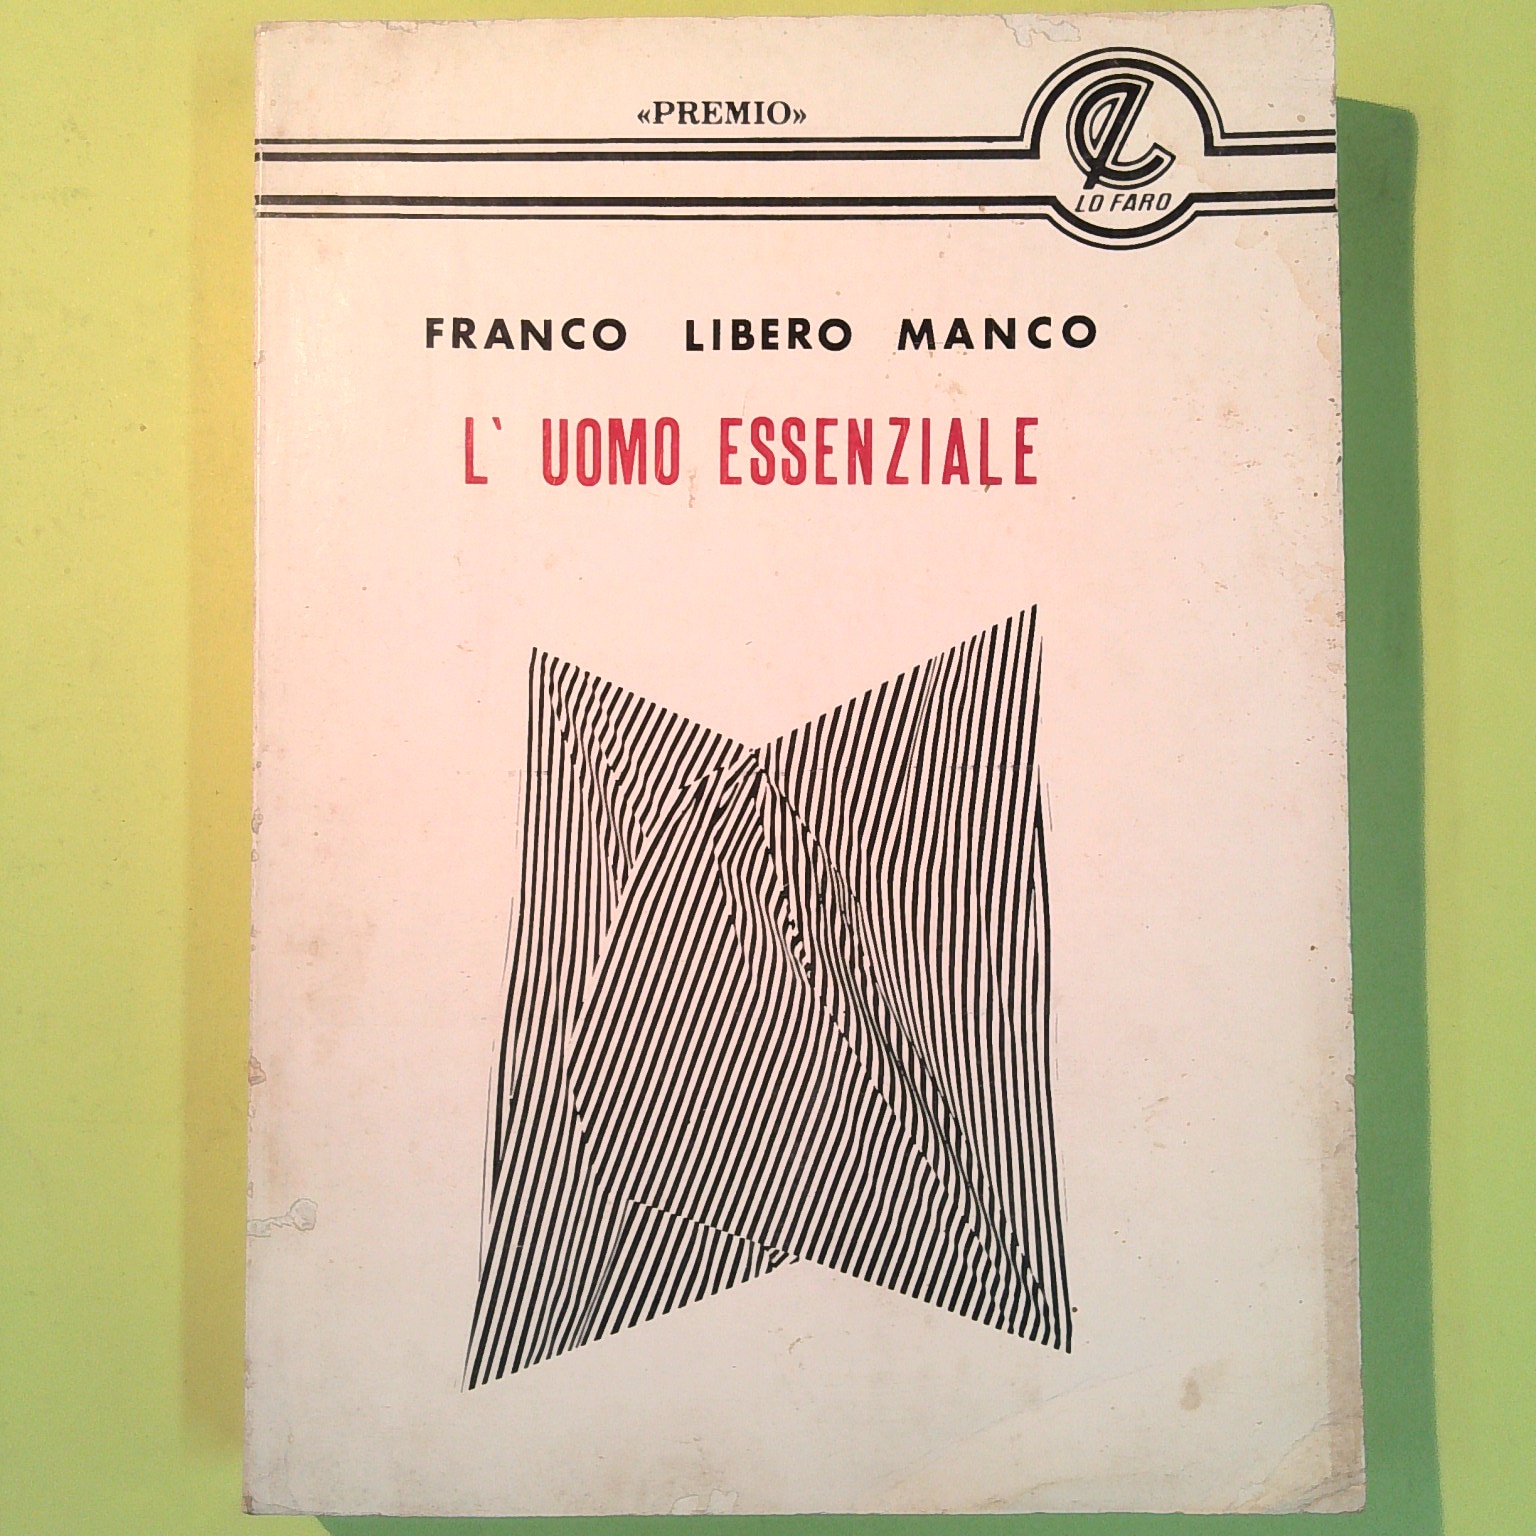 «PREMIO»
LO FARO
FRANCO LIBERO MANCO
L' UOMO ESSENZIALE